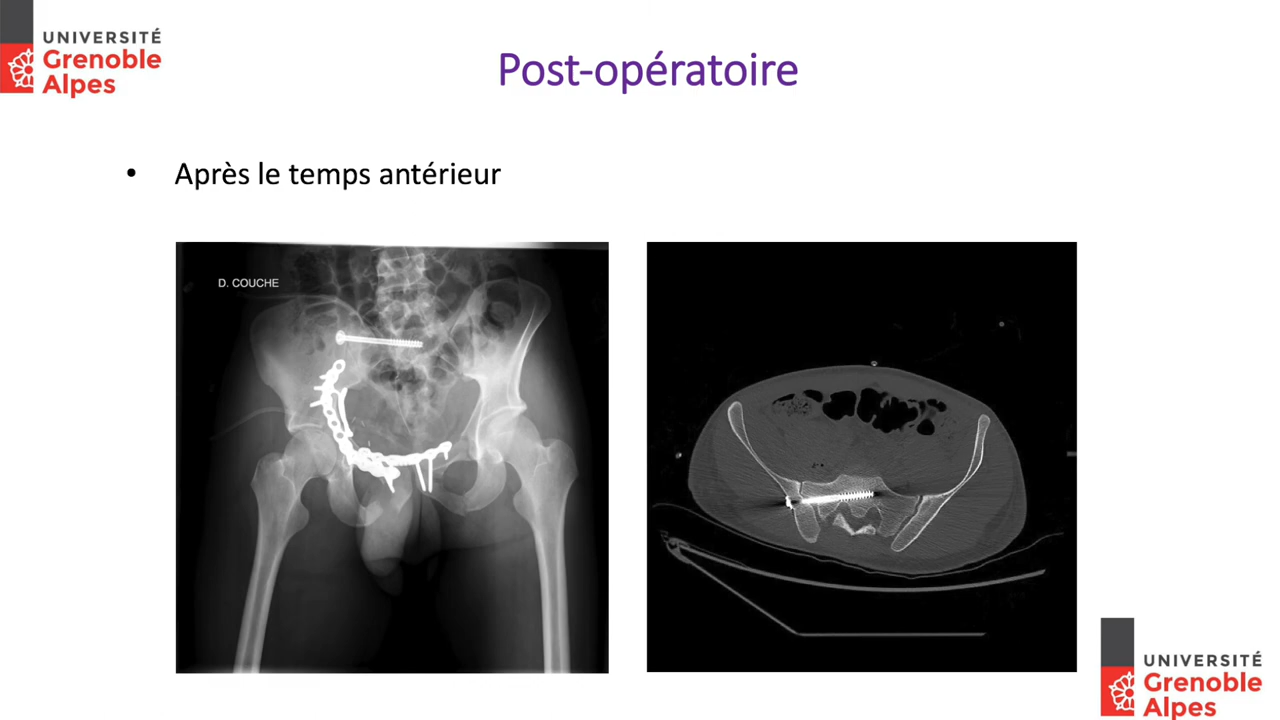 UNIVERSITÉ
Grenoble
Alpes
Post-opératoire
• Après le temps antérieur
D. COUCHE
UNIVERSITÉ
Grenoble
Alpes